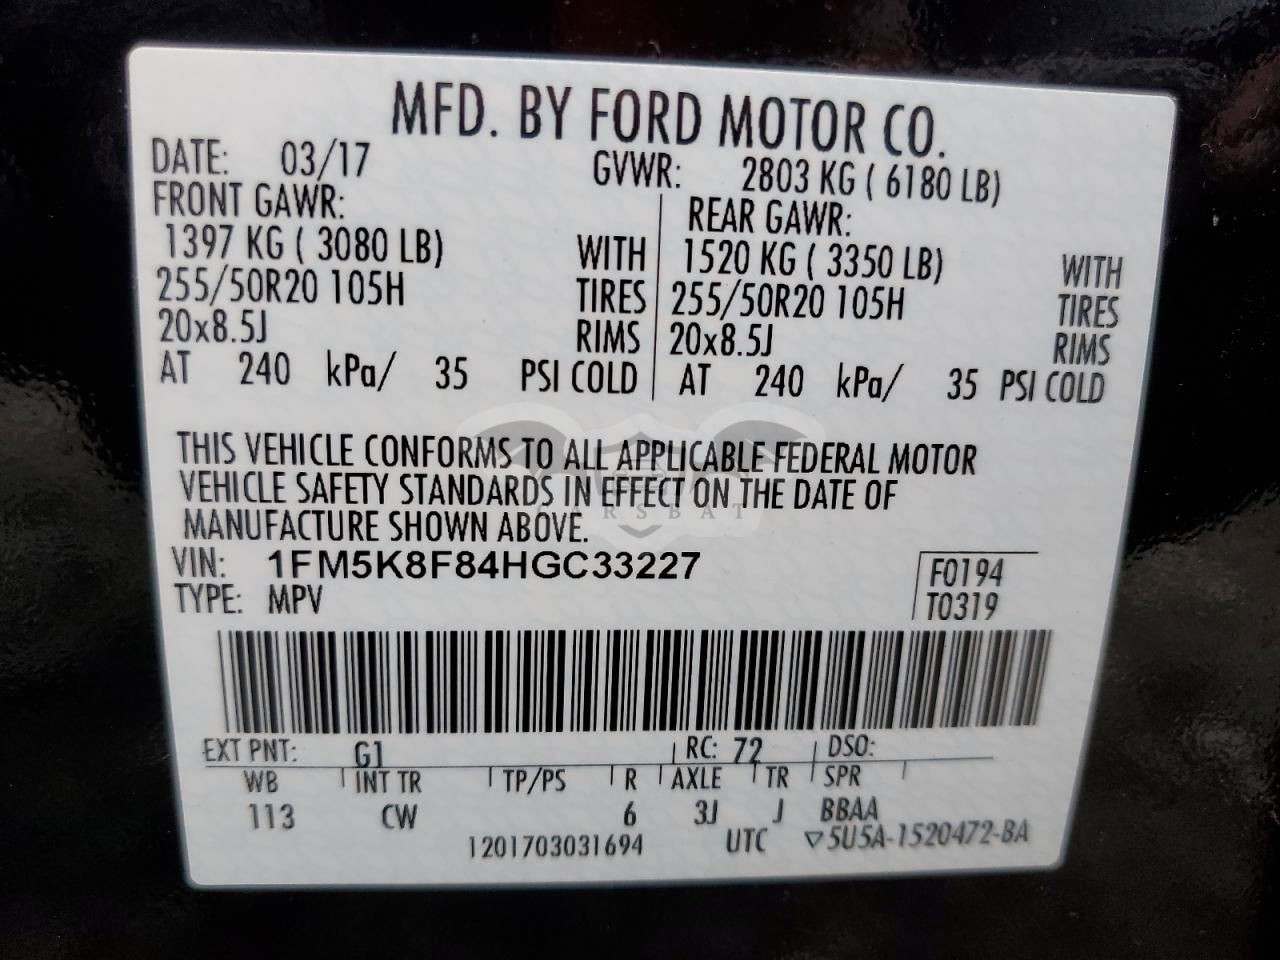 MFD. BY FORD MOTOR CO.
DATE: 03/17 GVWR: 2803 KG ( 6180 LB)
FRONT GAWR: REAR GAWR:
1397 KG ( 3080 LB) WITH 1520 KG ( 3350 LB) WITH
255/50R20 105H TIRES 255/50R20 105H TIRES
20x8.5J RIMS 20x8.5J RIMS
AT 240 kPa/ 35 PSI COLD AT 240 kPa/ 35 PSI COLD
THIS VEHICLE CONFORMS TO ALL APPLICABLE FEDERAL MOTOR
VEHICLE SAFETY STANDARDS IN EFFECT ON THE DATE OF
MANUFACTURE SHOWN ABOVE.
CARSBAT
VIN: 1FM5K8F84HGC33227 F0194
TYPE: MPV T0319
EXT PNT: G1 RC: 72 DSO:
WB INT TR TP/PS R AXLE TR SPR
113 CW 6 3J J BBAA
1201703031694 UTC ▽5U5A-1520472-BA